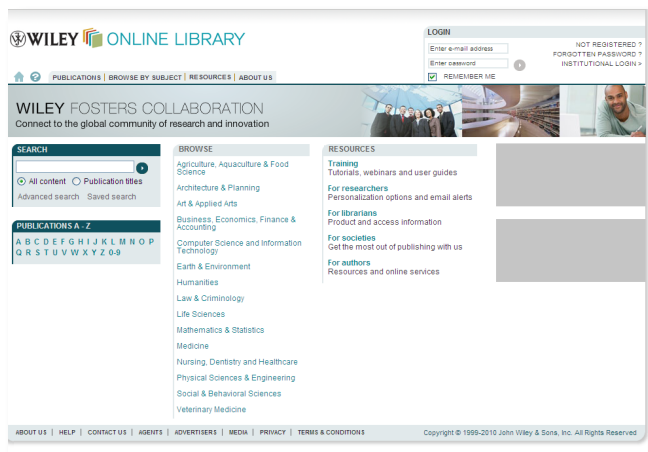 WILEY ONLINE LIBRARY
LOGIN
Enter e-mail address
Enter password
REMEMBER ME
NOT REGISTERED ?
FORGOTTEN PASSWORD ?
INSTITUTIONAL LOGIN >
PUBLICATIONS | BROWSE BY SUBJECT | RESOURCES | ABOUT US
WILEY FOSTERS COLLABORATION
Connect to the global community of research and innovation
SEARCH
All content Publication titles
Advanced search Saved search
PUBLICATIONS A - Z
A B C D E F G H I J K L M N O P
Q R S T U V W X Y Z 0-9
BROWSE
Agriculture, Aquaculture & Food
Science
Architecture & Planning
Art & Applied Arts
Business, Economics, Finance &
Accounting
Computer Science and Information
Technology
Earth & Environment
Humanities
Law & Criminology
Life Sciences
Mathematics & Statistics
Medicine
Nursing, Dentistry and Healthcare
Physical Sciences & Engineering
Social & Behavioral Sciences
Veterinary Medicine
RESOURCES
Training
Tutorials, webinars and user guides
For researchers
Personalization options and email alerts
For librarians
Product and access information
For societies
Get the most out of publishing with us
For authors
Resources and online services
ABOUT US | HELP | CONTACT US | AGENTS | ADVERTISERS | MEDIA | PRIVACY | TERMS & CONDITIONS
Copyright © 1999-2010 John Wiley & Sons, Inc. All Rights Reserved